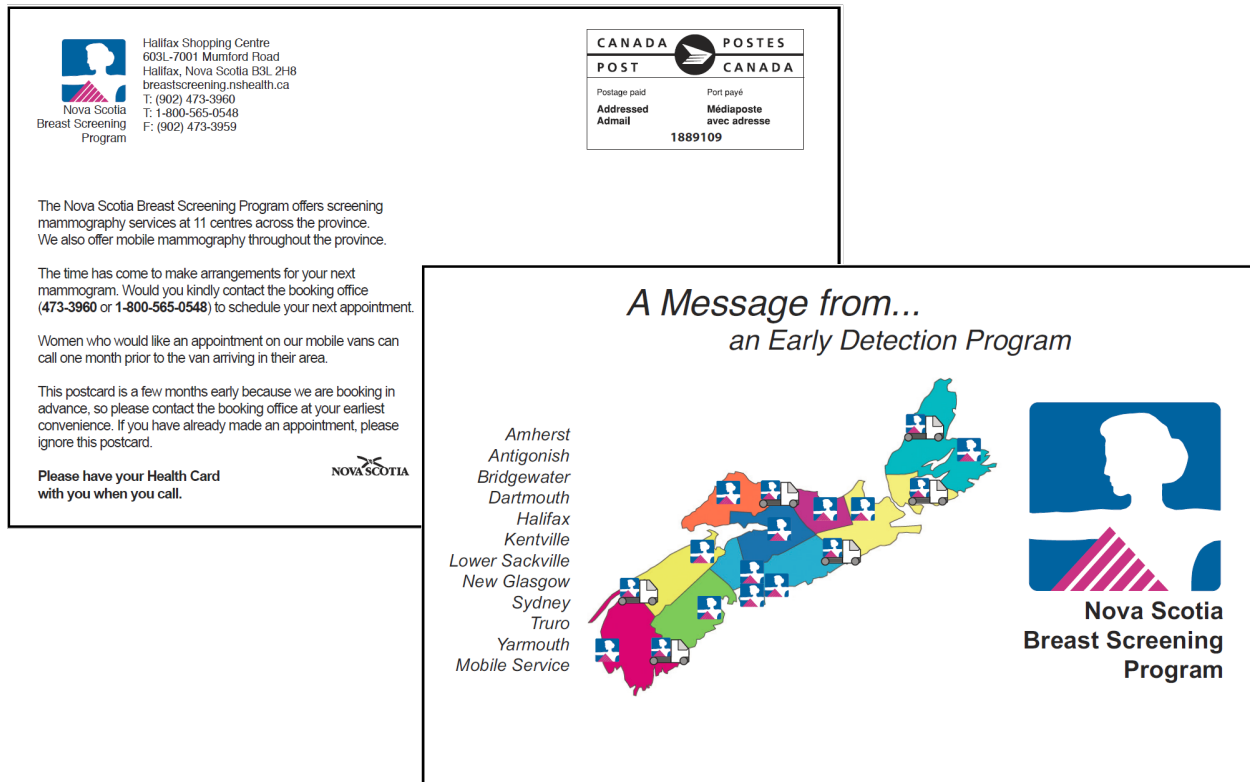 Nova Scotia
Breast Screening
Program
Halifax Shopping Centre
603L-7001 Mumford Road
Halifax, Nova Scotia B3L 2H8
breastscreening.nshealth.ca
T: (902) 473-3960
T: 1-800-565-0548
F: (902) 473-3959
CANADA POSTES
POST CANADA
Postage paid Port payé
Addressed Médiaposte
Admail avec adresse
1889109
The Nova Scotia Breast Screening Program offers screening
mammography services at 11 centres across the province.
We also offer mobile mammography throughout the province.
The time has come to make arrangements for your next
mammogram. Would you kindly contact the booking office
(473-3960 or 1-800-565-0548) to schedule your next appointment.
Women who would like an appointment on our mobile vans can
call one month prior to the van arriving in their area.
This postcard is a few months early because we are booking in
advance, so please contact the booking office at your earliest
convenience. If you have already made an appointment, please
ignore this postcard.
Please have your Health Card
with you when you call.
NOVA SCOTIA
A Message from...
an Early Detection Program
Amherst
Antigonish
Bridgewater
Dartmouth
Halifax
Kentville
Lower Sackville
New Glasgow
Sydney
Truro
Yarmouth
Mobile Service
Nova Scotia
Breast Screening
Program